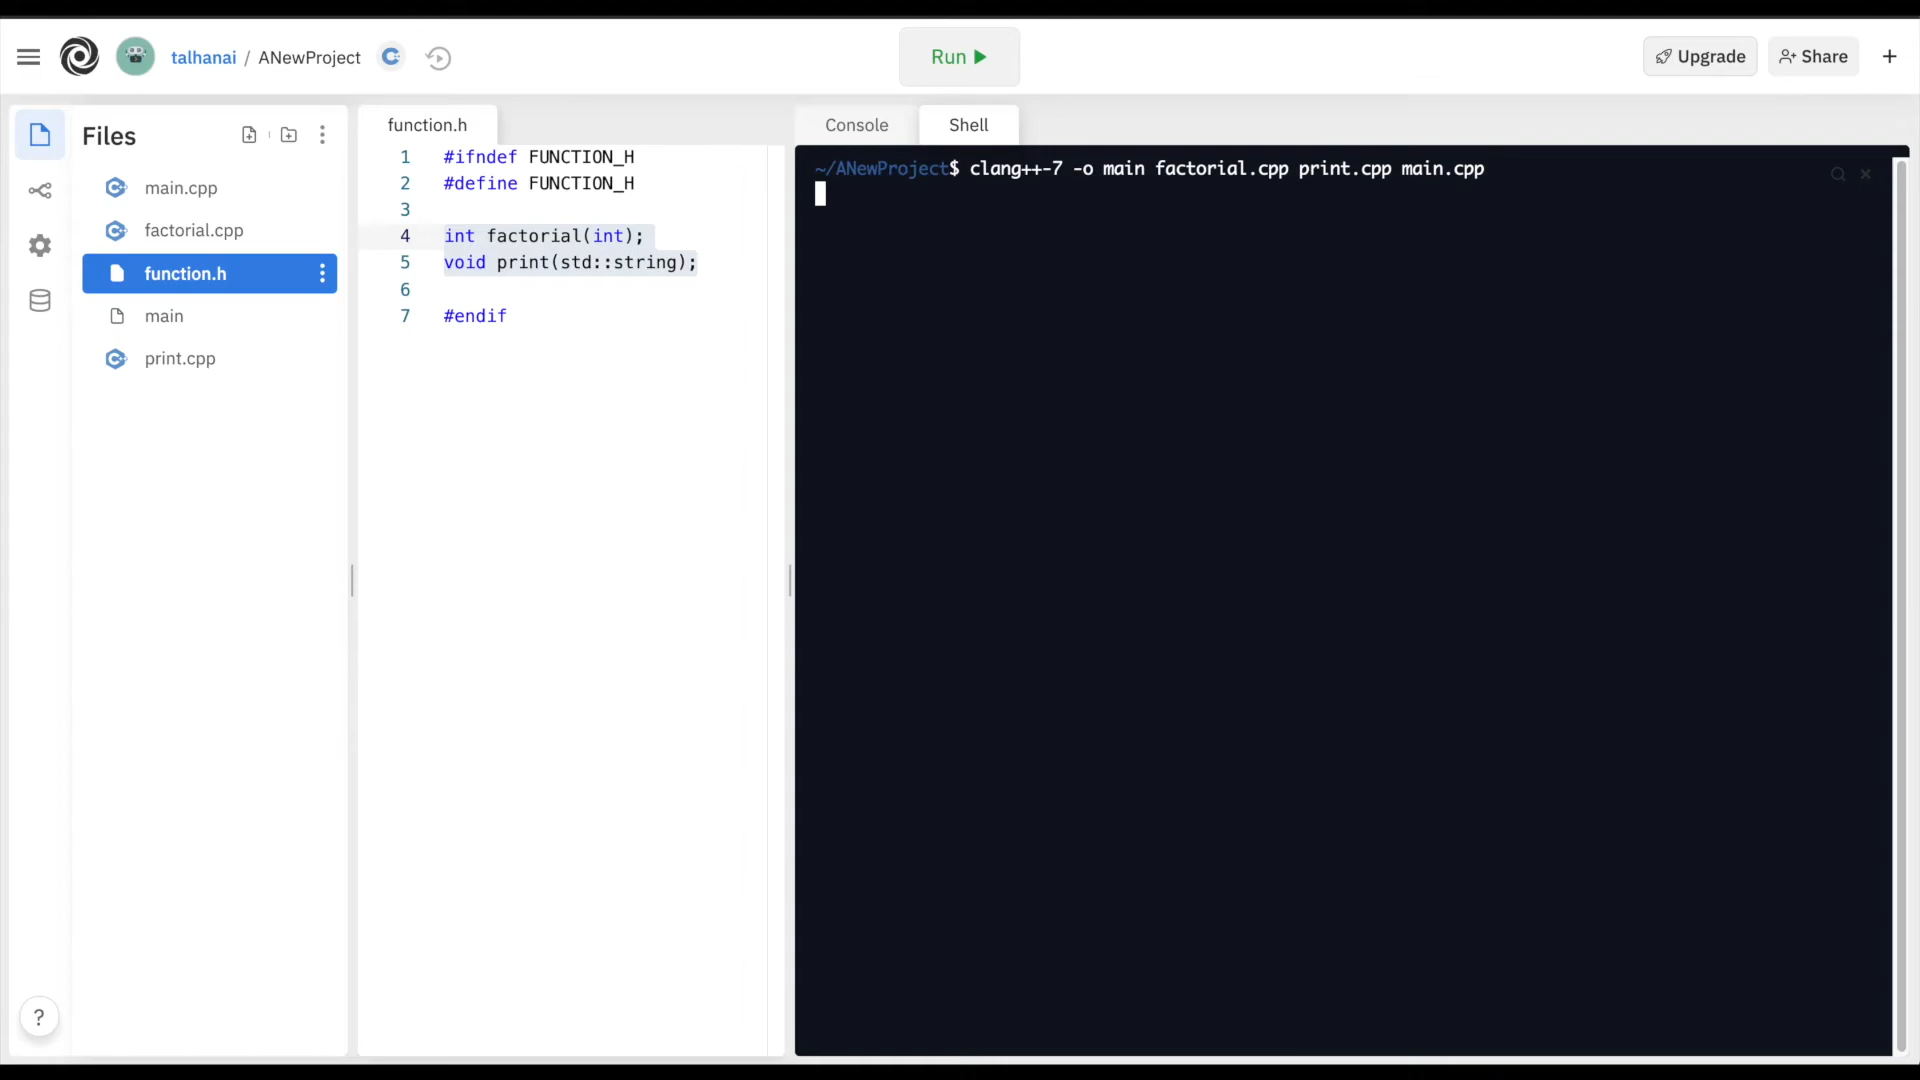 talhanai / ANewProject
Run
Upgrade
Share
Files
main.cpp
factorial.cpp
function.h
main
print.cpp
function.h
1 #ifndef FUNCTION_H
2 #define FUNCTION_H
3
4 int factorial(int);
5 void print(std::string);
6
7 #endif
Console
Shell
~/ANewProject$ clang++-7 -o main factorial.cpp print.cpp main.cpp
?